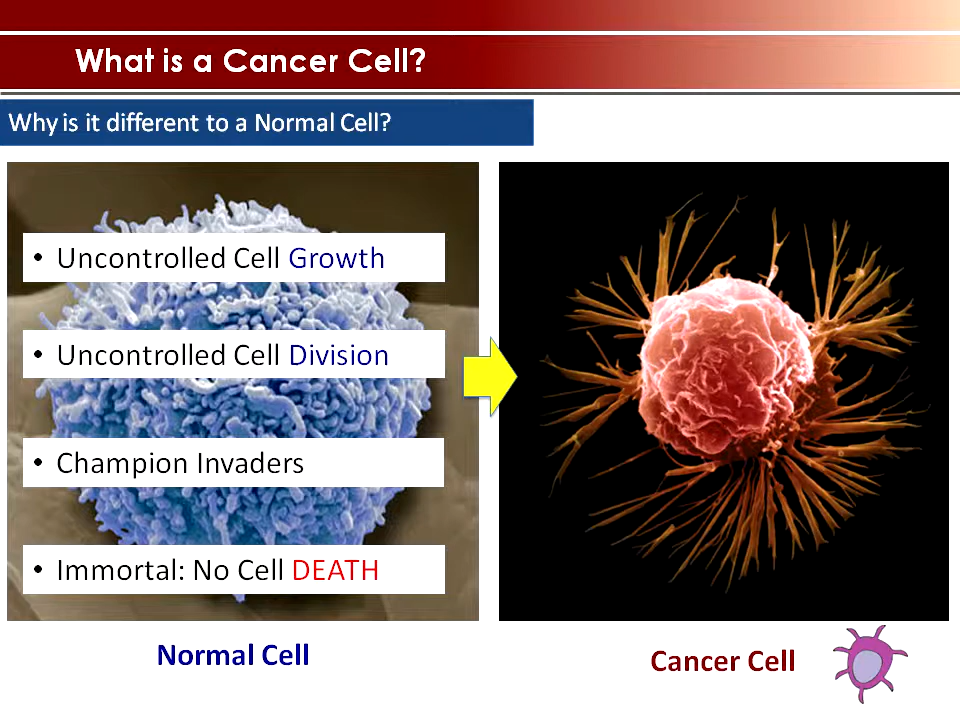 What is a Cancer Cell?
Why is it different to a Normal Cell?
• Uncontrolled Cell Growth
• Uncontrolled Cell Division
• Champion Invaders
• Immortal: No Cell DEATH
Normal Cell
Cancer Cell